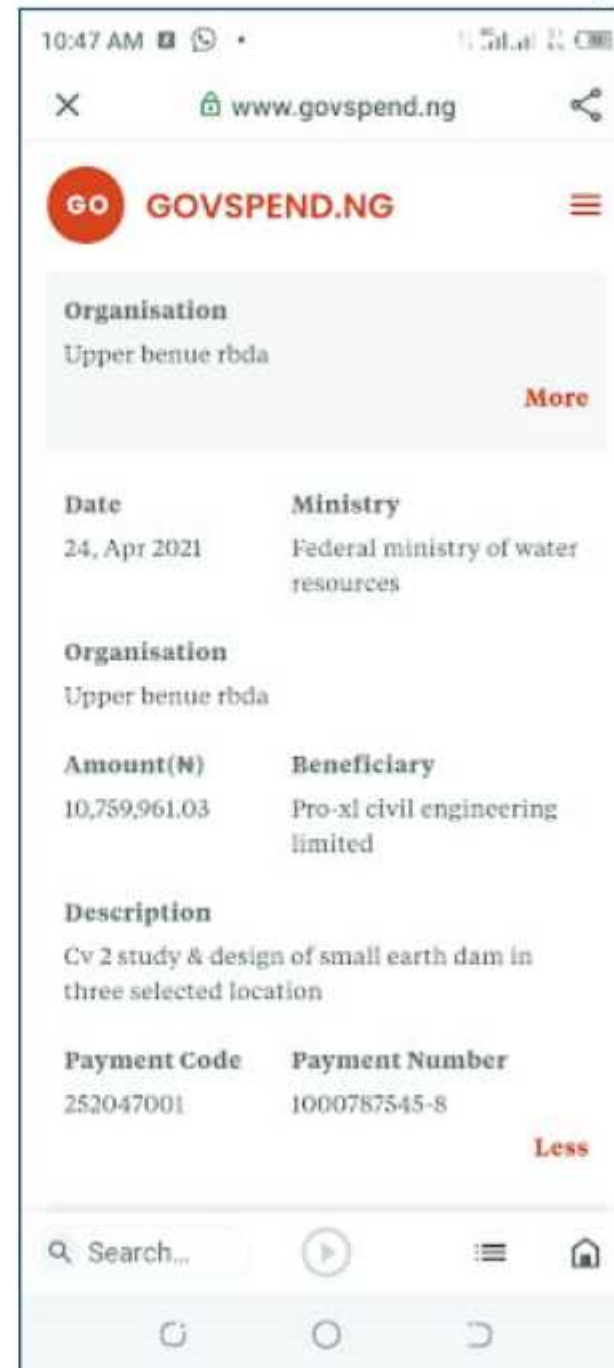 10:47 AM
www.govspend.ng
GO GOVSPEND.NG
Organisation
Upper benue rbda
More
Date Ministry
24, Apr 2021 Federal ministry of water
resources
Organisation
Upper benue rbda
Amount(₦) Beneficiary
10,759,961.03 Pro-xl civil engineering
limited
Description
Cv 2 study & design of small earth dam in
three selected location
Payment Code Payment Number
252047001 1000787545-8
Less
Search...